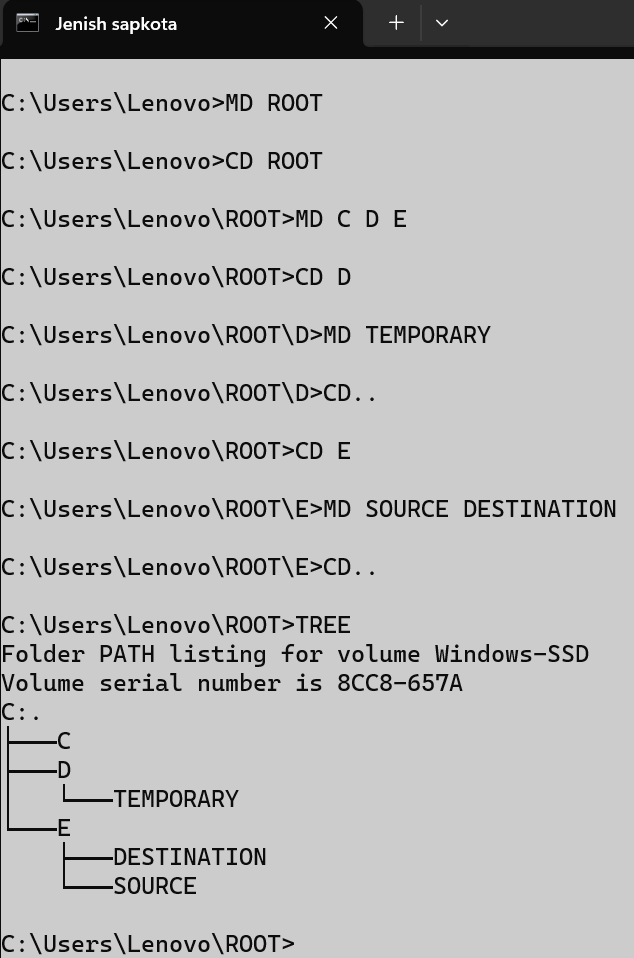 Jenish sapkota
C:\Users\Lenovo>MD ROOT
C:\Users\Lenovo>CD ROOT
C:\Users\Lenovo\ROOT>MD C D E
C:\Users\Lenovo\ROOT>CD D
C:\Users\Lenovo\ROOT\D>MD TEMPORARY
C:\Users\Lenovo\ROOT\D>CD..
C:\Users\Lenovo\ROOT>CD E
C:\Users\Lenovo\ROOT\E>MD SOURCE DESTINATION
C:\Users\Lenovo\ROOT\E>CD..
C:\Users\Lenovo\ROOT>TREE
Folder PATH listing for volume Windows-SSD
Volume serial number is 8CC8-657A
C:.
├───C
├───D
│   └───TEMPORARY
└───E
    ├───DESTINATION
    └───SOURCE
C:\Users\Lenovo\ROOT>